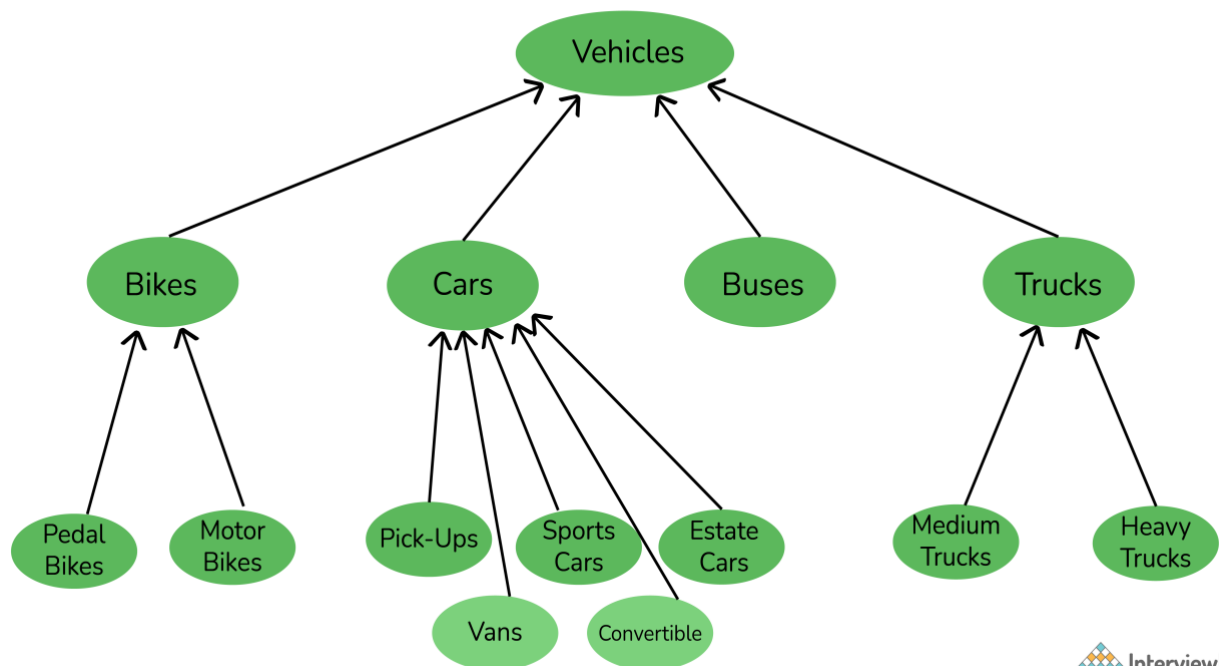 Vehicles
Bikes
Cars
Buses
Trucks
Pedal
Bikes
Motor
Bikes
Pick-Ups
Sports
Cars
Estate
Cars
Medium
Trucks
Heavy
Trucks
Vans
Convertible
Interview